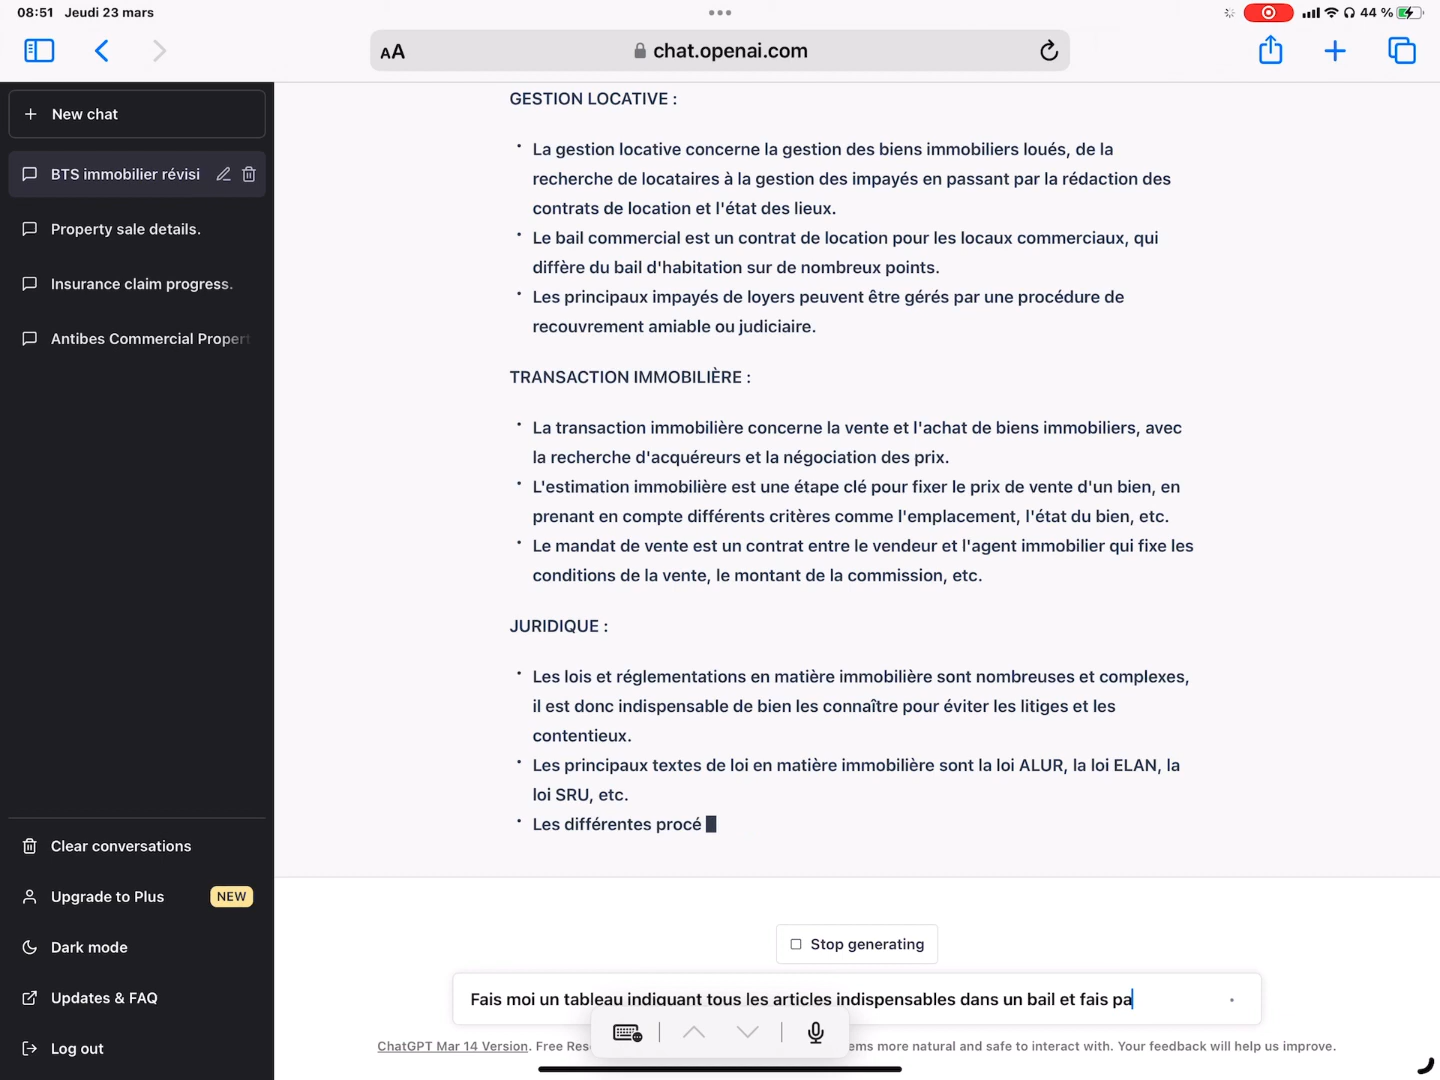 08:51 Jeudi 23 mars
44 %
AA
chat.openai.com
New chat
BTS immobilier révisi
Property sale details.
Insurance claim progress.
Antibes Commercial Proper
Clear conversations
Upgrade to Plus NEW
Dark mode
Updates & FAQ
Log out
GESTION LOCATIVE :
• La gestion locative concerne la gestion des biens immobiliers loués, de la
recherche de locataires à la gestion des impayés en passant par la rédaction des
contrats de location et l'état des lieux.
• Le bail commercial est un contrat de location pour les locaux commerciaux, qui
diffère du bail d'habitation sur de nombreux points.
• Les principaux impayés de loyers peuvent être gérés par une procédure de
recouvrement amiable ou judiciaire.
TRANSACTION IMMOBILIÈRE :
• La transaction immobilière concerne la vente et l'achat de biens immobiliers, avec
la recherche d'acquéreurs et la négociation des prix.
• L'estimation immobilière est une étape clé pour fixer le prix de vente d'un bien, en
prenant en compte différents critères comme l'emplacement, l'état du bien, etc.
• Le mandat de vente est un contrat entre le vendeur et l'agent immobilier qui fixe les
conditions de la vente, le montant de la commission, etc.
JURIDIQUE :
• Les lois et réglementations en matière immobilière sont nombreuses et complexes,
il est donc indispensable de bien les connaître pour éviter les litiges et les
contentieux.
• Les principaux textes de loi en matière immobilière sont la loi ALUR, la loi ELAN, la
loi SRU, etc.
• Les différentes procé
Stop generating
Fais moi un tableau indiquant tous les articles indispensables dans un bail et fais pa
ChatGPT Mar 14 Version. Free Res
ems more natural and safe to interact with. Your feedback will help us improve.